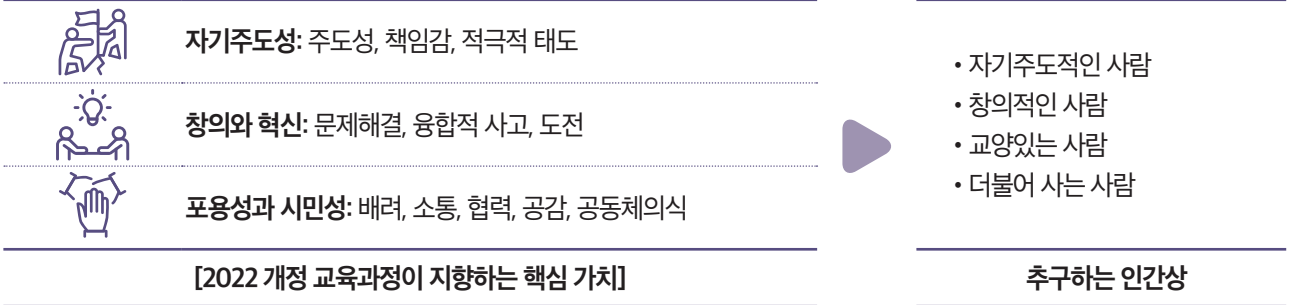 자기주도성: 주도성, 책임감, 적극적 태도
창의와 혁신: 문제해결, 융합적 사고, 도전
포용성과 시민성: 배려, 소통, 협력, 공감, 공동체의식
[2022 개정 교육과정이 지향하는 핵심 가치]
• 자기주도적인 사람
• 창의적인 사람
• 교양있는 사람
• 더불어 사는 사람
추구하는 인간상